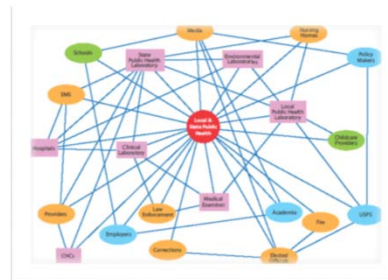 Media
Nursing
Homes
Schools
State
Public Health
Laboratory
Environmental
Laboratories
Policy
Makers
EMS
Local
Public Health
Laboratory
Local &
State Public
Health
Childcare
Providers
Hospitals
Clinical
Laboratory
Medical
Examiners
Providers
Law
Enforcement
Academia
Fire
USPS
Employers
CHCs
Corrections
Elected
Officials